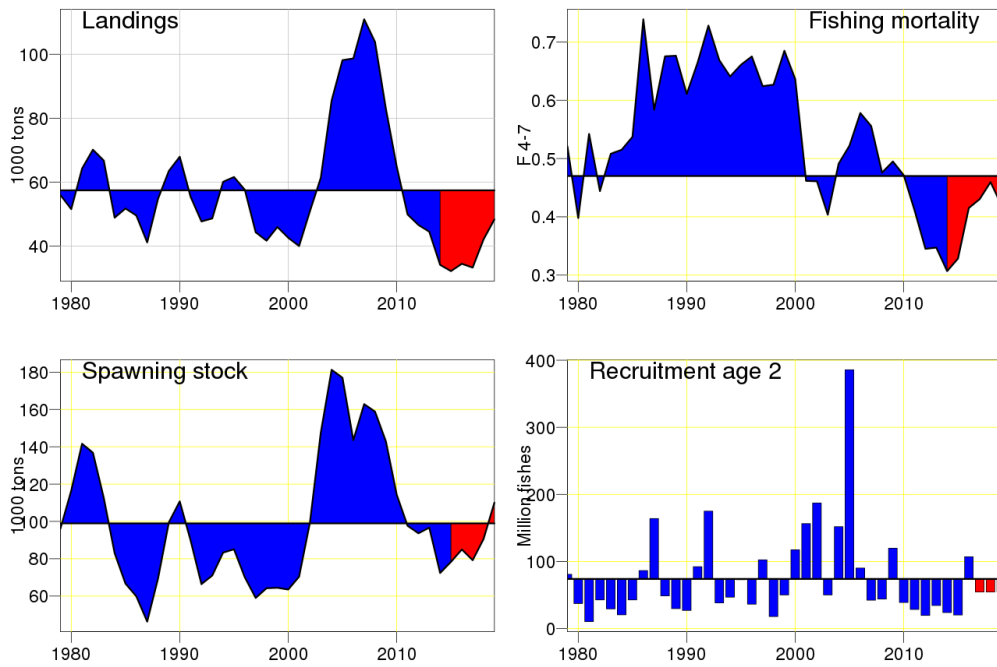 Landings
1000 tons
100
80
60
40
1980 1990 2000 2010
Fishing mortality
F 4-7
0.7
0.6
0.5
0.4
0.3
1980 1990 2000 2010
Spawning stock
1000 tons
180
160
140
120
100
80
60
1980 1990 2000 2010
Recruitment age 2
Million fishes
400
300
200
100
0
1980 1990 2000 2010